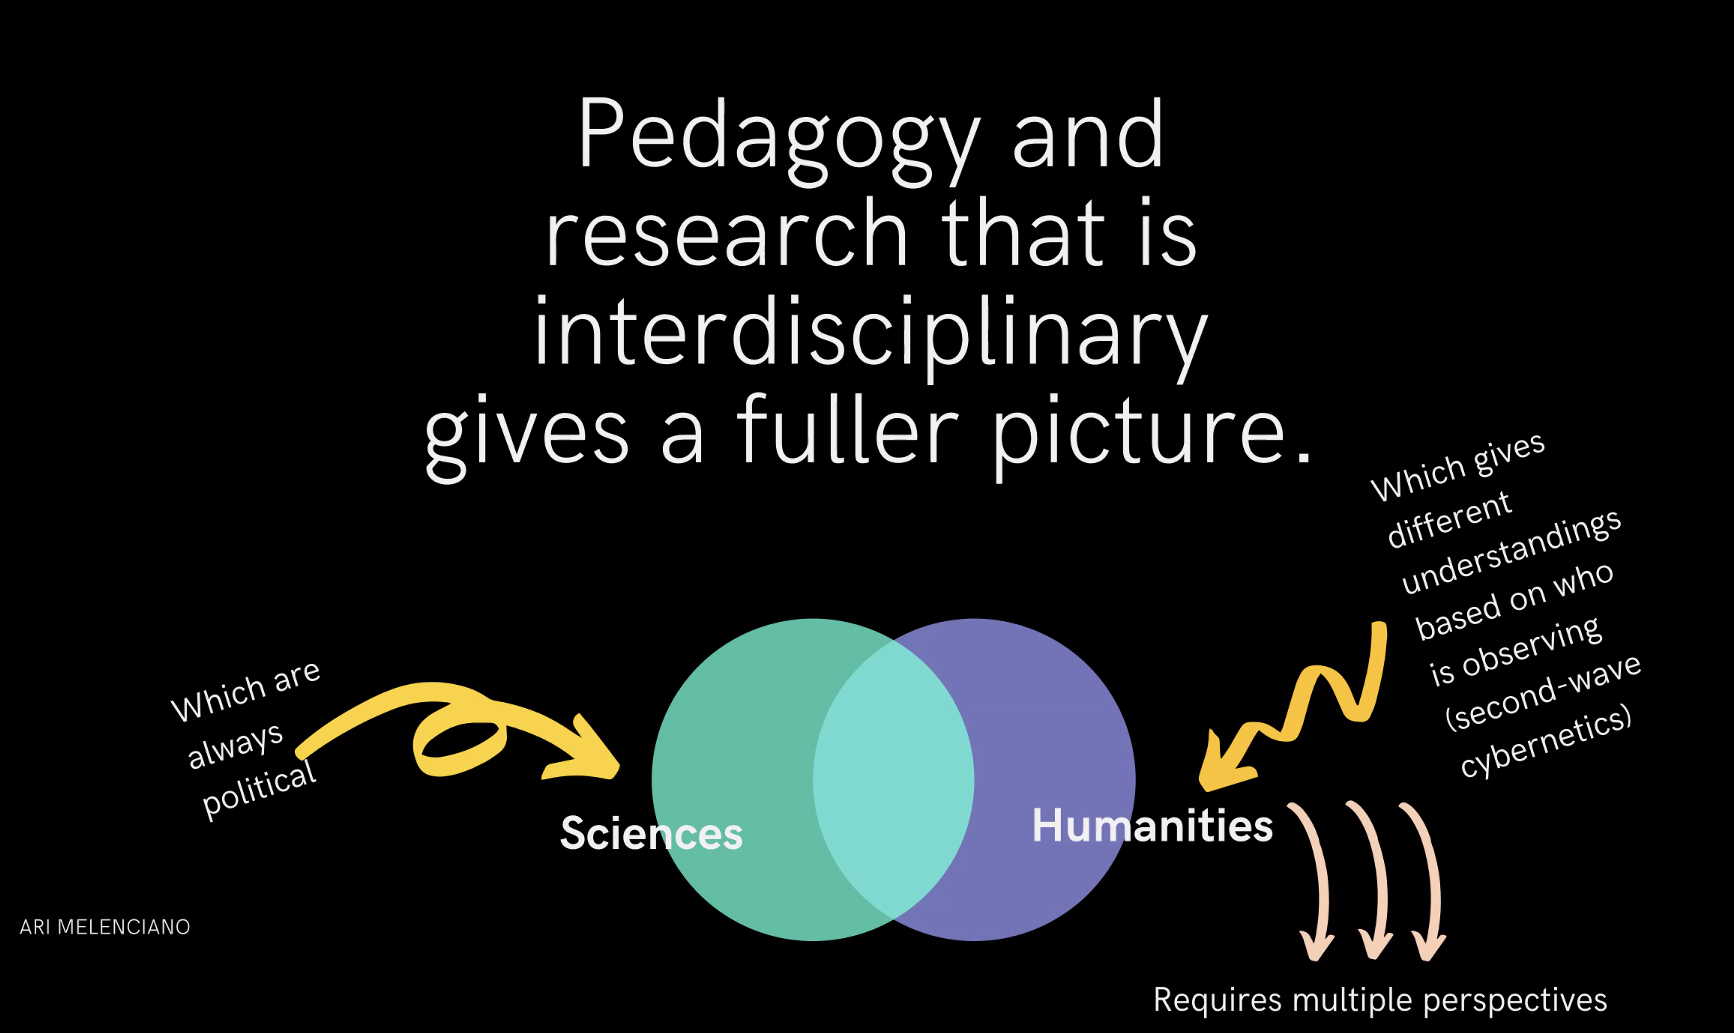 Pedagogy and
research that is
interdisciplinary
gives a fuller picture.
Which gives
different
understandings
based on who
is observing
(second-wave
cybernetics)
Which are
always
political
Sciences
Humanities
ARI MELENCIANO
Requires multiple perspectives